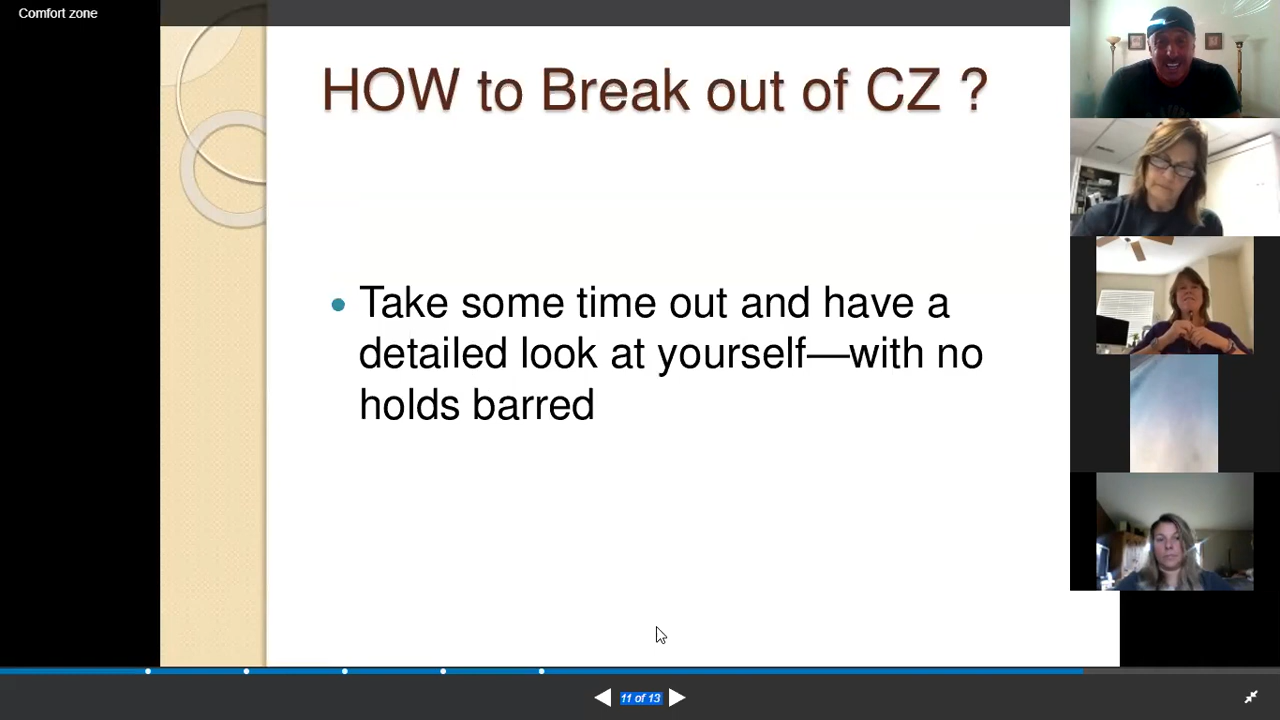 Comfort zone
HOW to Break out of CZ ?
• Take some time out and have a
detailed look at yourself—with no
holds barred
11 of 13